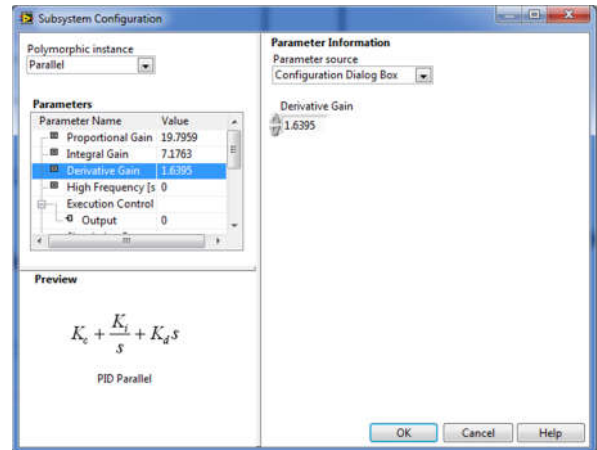 Subsystem Configuration
Polymorphic instance
Parallel
Parameters
Parameter Name Value
Proportional Gain 19.7959
Integral Gain 7.1763
Derivative Gain 1.6395
High Frequency [s 0
Execution Control
Output 0
Preview
K_c + K_i/s + K_d s
PID Parallel
Parameter Information
Parameter source
Configuration Dialog Box
Derivative Gain
1.6395
OK Cancel Help